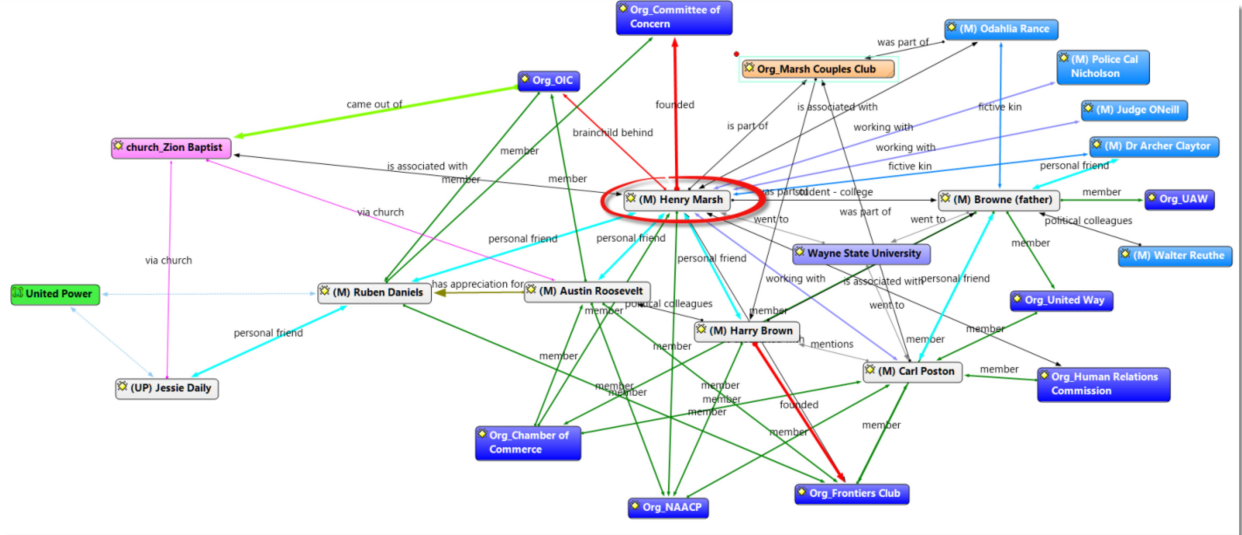 Org_Committee of
Concern
(M) Odahlia Rance
was part of
Org_Marsh Couples Club
(M) Police Cal
Nicholson
Org_OIC
came out of
founded
is associated with
fictive kin
(M) Judge ONeill
brainchild behind
is part of
working with
church_Zion Baptist
member
working with
(M) Dr Archer Claytor
is associated with
fictive kin
personal friend
member
member
(M) Henry Marsh
was part of
student - college
(M) Browne (father)
member
Org_UAW
via church
went to
was part of
went to
political colleagues
personal friend
personal friend
member
Wayne State University
(M) Walter Reuthe
via church
personal friend
working with
is associated with
personal friend
United Power
(M) Ruben Daniels
has appreciation for
(M) Austin Roosevelt
political colleagues
went to
Org_United Way
member
personal friend
(M) Harry Brown
mentions
member
member
member
member
(M) Carl Poston
member
Org_Human Relations
Commission
(UP) Jessie Daily
member
member
member
member
founded
member
member
Org_Chamber of
Commerce
Org_NAACP
Org_Frontiers Club